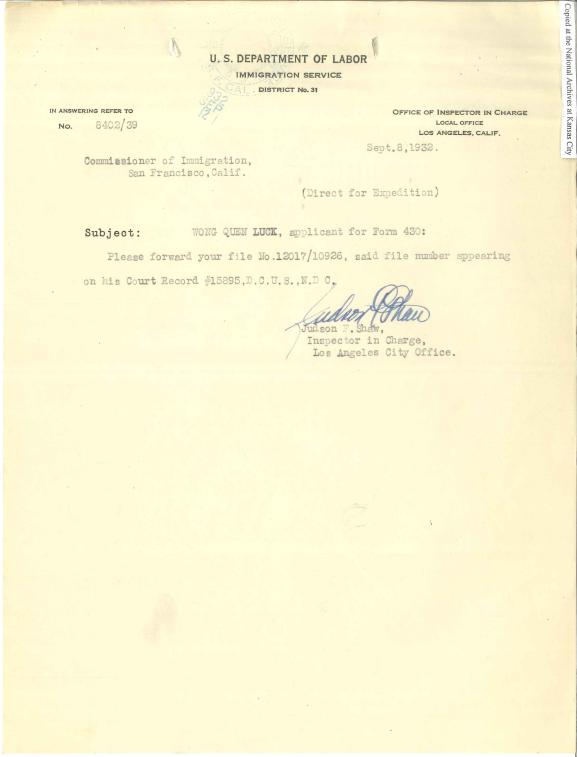 U. S. DEPARTMENT OF LABOR
IMMIGRATION SERVICE
DISTRICT No. 31
IN ANSWERING REFER TO
No. 8402/39
OFFICE OF INSPECTOR IN CHARGE
LOCAL OFFICE
LOS ANGELES, CALIF.
Sept.8,1932.
Commissioner of Immigration,
San Francisco,Calif.
(Direct for Expedition)
Subject: WONG QUEN LUCK, applicant for Form 430:
Please forward your file No.12017/10926, said file number appearing
on his Court Record #15895,D.C,U.S.,N.D C.
Judson F. Shaw
Judson F. Shaw,
Inspector in Charge,
Los Angeles City Office.
Copied at the National Archives at Kansas City